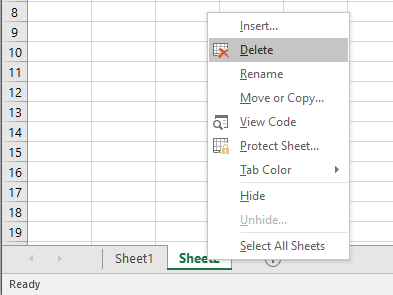 8
9
10
11
12
13
14
15
16
17
18
19
Insert...
Delete
Rename
Move or Copy...
View Code
Protect Sheet...
Tab Color
Hide
Unhide...
Select All Sheets
Sheet1 Sheet2
Ready